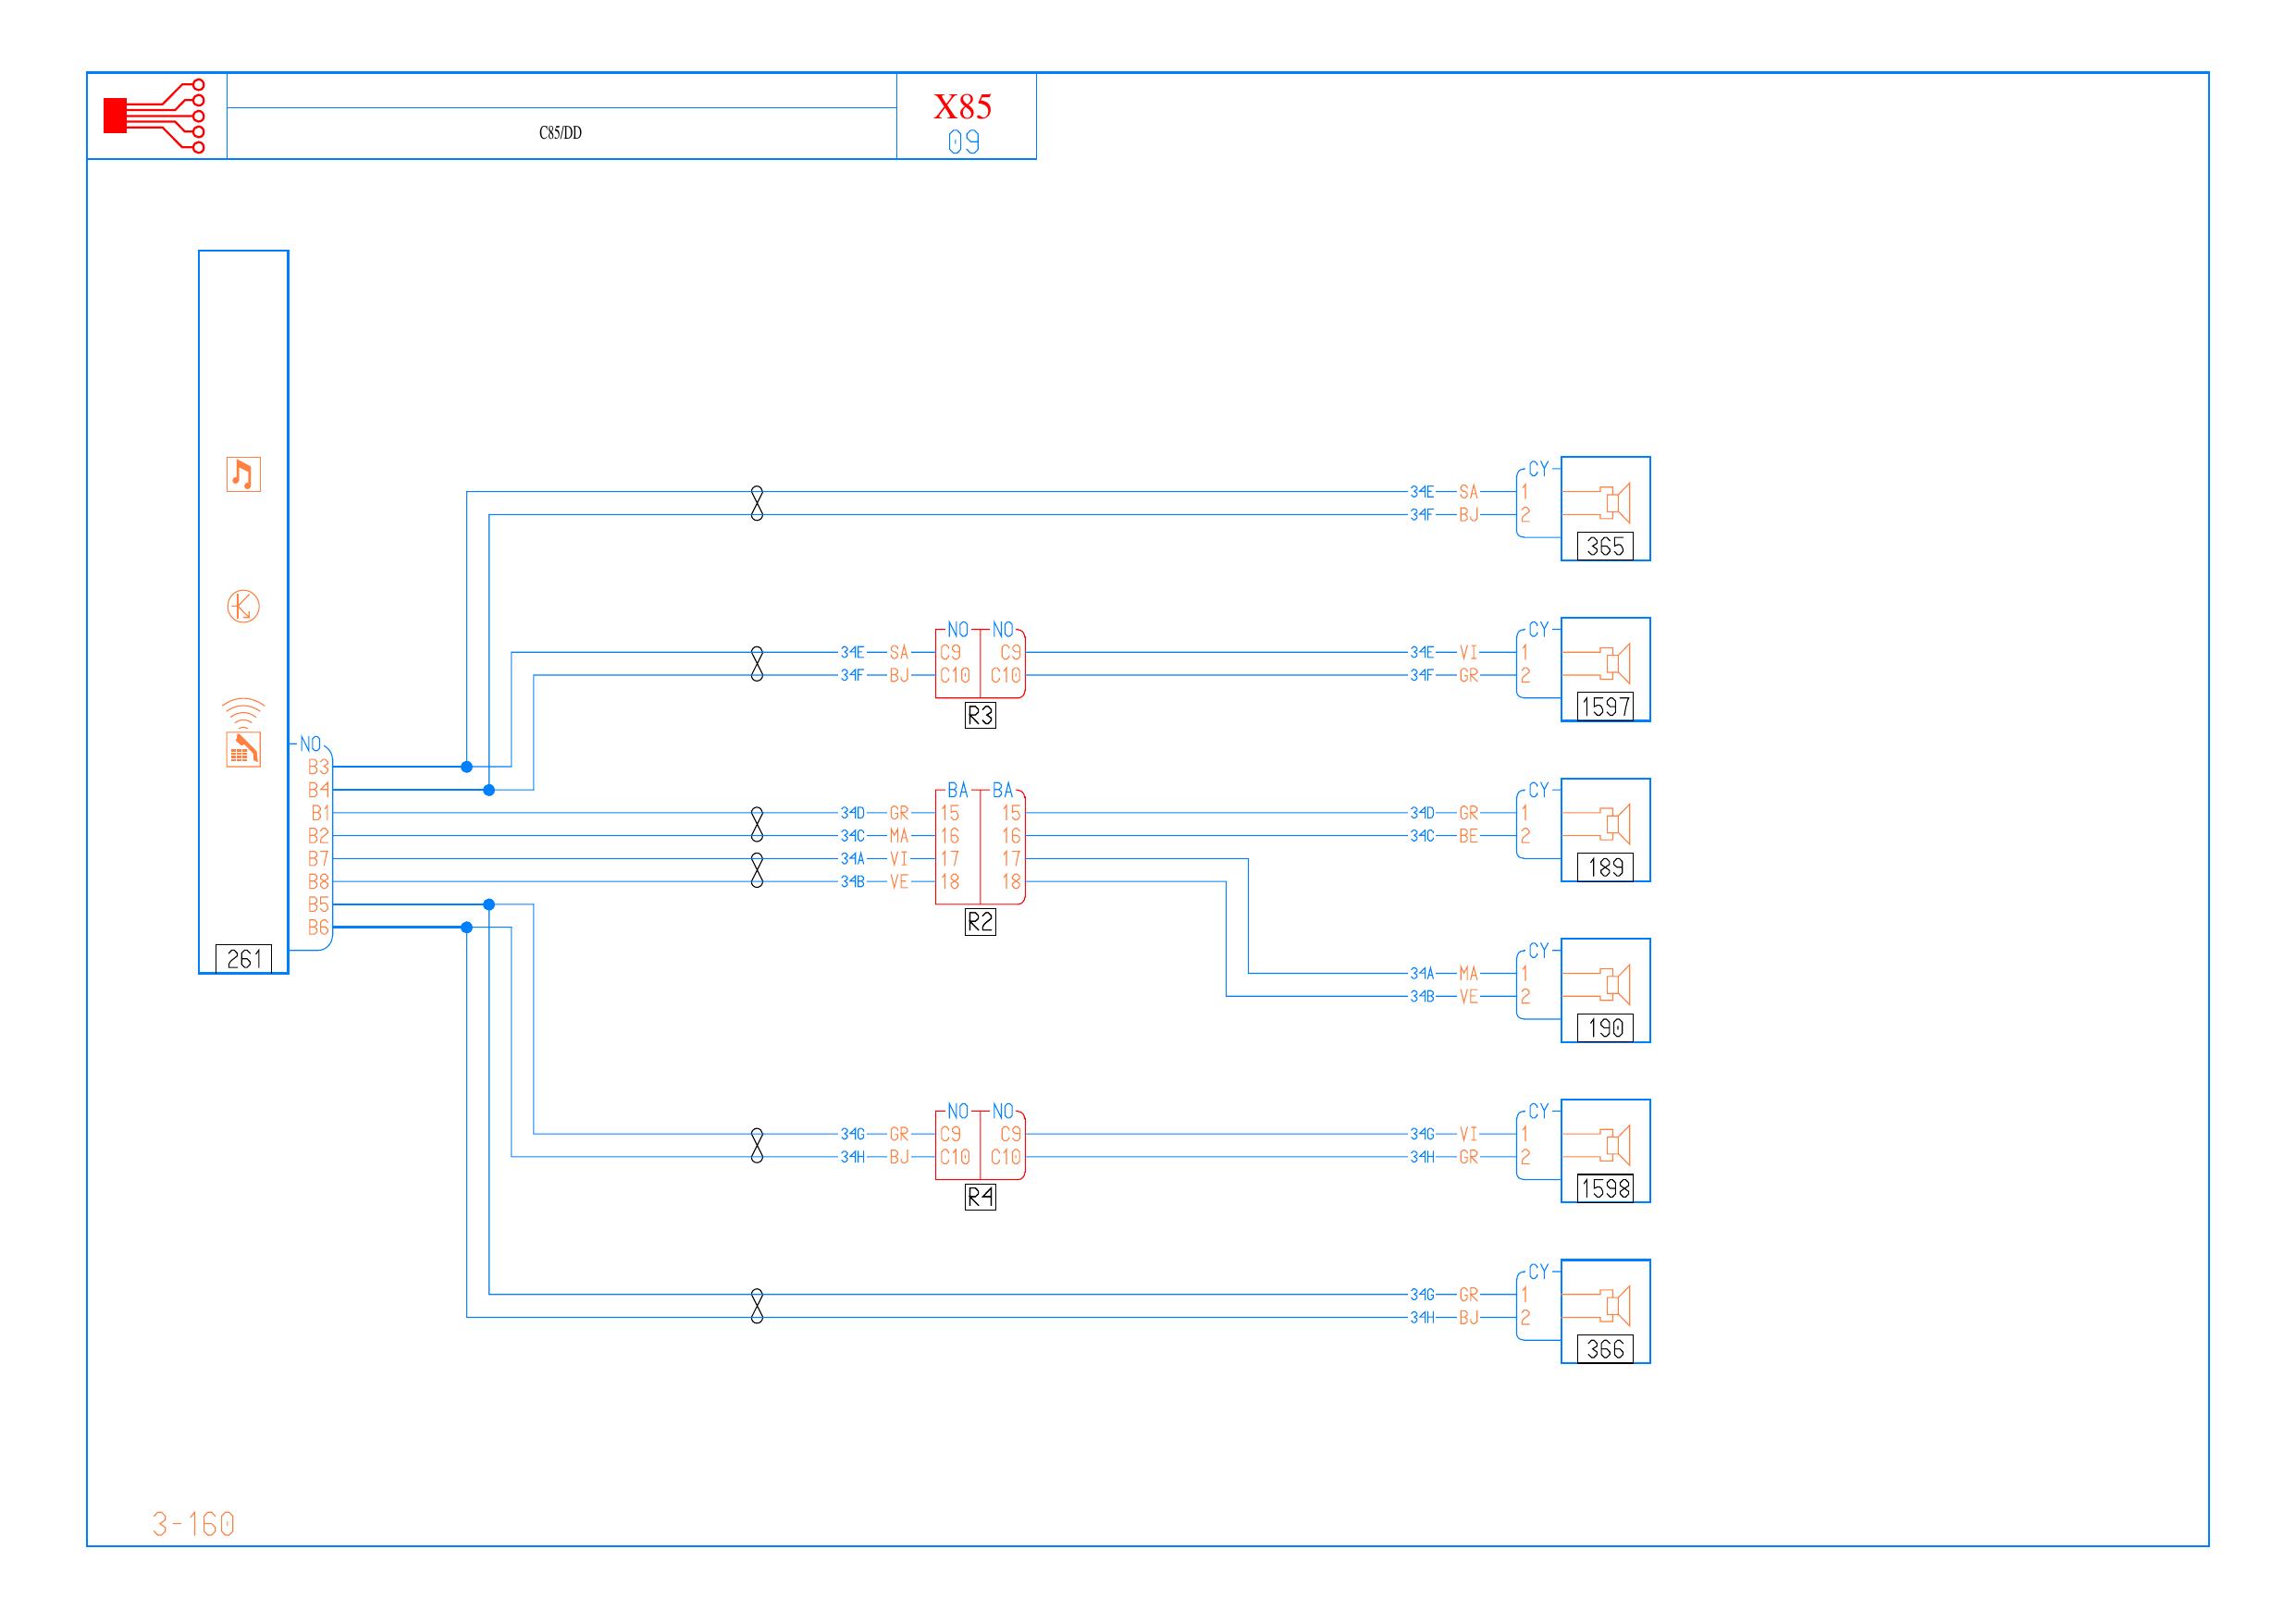 X85
C85/DD
09
CY
34E SA 1
34F BJ 2
365
NO NO CY
34E SA C9 C9 34E VI 1
34F BJ C10 C10 34F GR 2
1597
R3
NO
B3
B4 BA BA CY
B1 34D GR 15 15 34D GR 1
B2 34C MA 16 16 34C BE 2
B7 34A VI 17 17 189
B8 34B VE 18 18
B5
B6 R2
261 CY
34A MA 1
34B VE 2
190
NO NO CY
34G GR C9 C9 34G VI 1
34H BJ C10 C10 34H GR 2
R4 1598
CY
34G GR 1
34H BJ 2
366
3-160